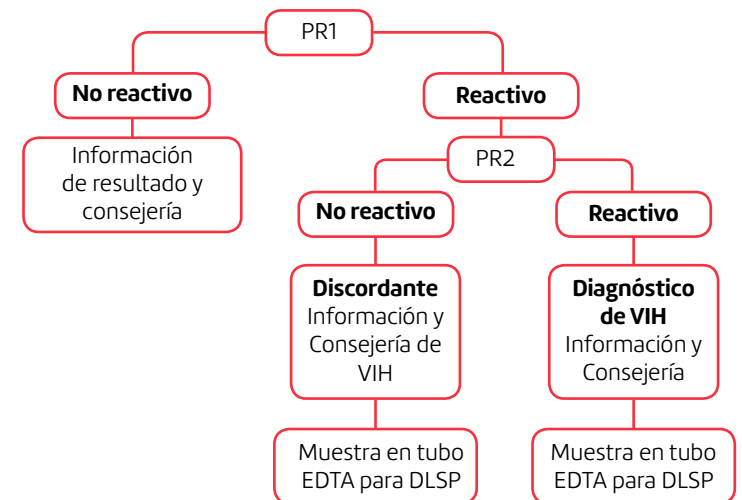 PR1
No reactivo
Reactivo
Información
de resultado y
consejería
PR2
No reactivo
Reactivo
Discordante
Información y
Consejería de
VIH
Diagnóstico
de VIH
Información y
Consejería
Muestra en tubo
EDTA para DLSP
Muestra en tubo
EDTA para DLSP